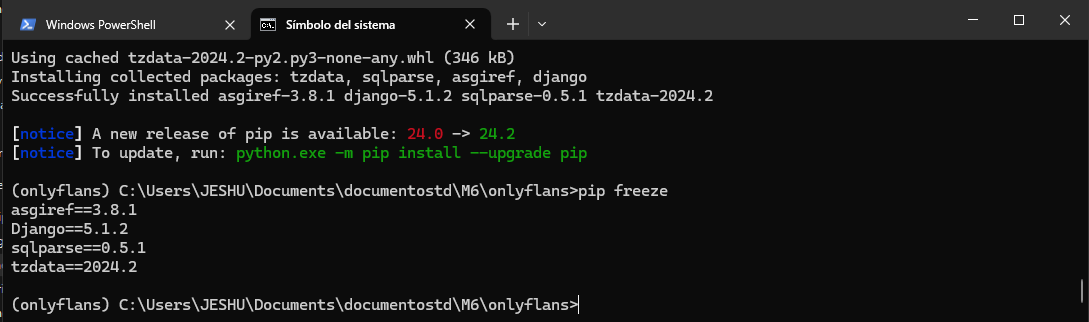 Windows PowerShell
Símbolo del sistema
Using cached tzdata-2024.2-py2.py3-none-any.whl (346 kB)
Installing collected packages: tzdata, sqlparse, asgiref, django
Successfully installed asgiref-3.8.1 django-5.1.2 sqlparse-0.5.1 tzdata-2024.2
[notice] A new release of pip is available: 24.0 -> 24.2
[notice] To update, run: python.exe -m pip install --upgrade pip
(onlyflans) C:\Users\JESHU\Documents\documentostd\M6\onlyflans>pip freeze
asgiref==3.8.1
Django==5.1.2
sqlparse==0.5.1
tzdata==2024.2
(onlyflans) C:\Users\JESHU\Documents\documentostd\M6\onlyflans>